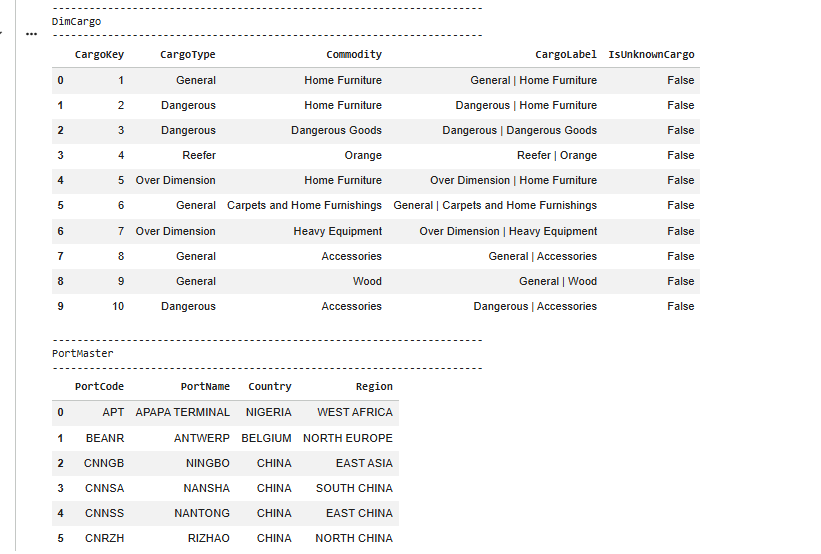 ----------------------------------------------------------------------
DimCargo
----------------------------------------------------------------------
CargoKey CargoType Commodity CargoLabel IsUnknownCargo
0 1 General Home Furniture General | Home Furniture False
1 2 Dangerous Home Furniture Dangerous | Home Furniture False
2 3 Dangerous Dangerous Goods Dangerous | Dangerous Goods False
3 4 Reefer Orange Reefer | Orange False
4 5 Over Dimension Home Furniture Over Dimension | Home Furniture False
5 6 General Carpets and Home Furnishings General | Carpets and Home Furnishings False
6 7 Over Dimension Heavy Equipment Over Dimension | Heavy Equipment False
7 8 General Accessories General | Accessories False
8 9 General Wood General | Wood False
9 10 Dangerous Accessories Dangerous | Accessories False
----------------------------------------------------------------------
PortMaster
----------------------------------------------------------------------
PortCode PortName Country Region
0 APT APAPA TERMINAL NIGERIA WEST AFRICA
1 BEANR ANTWERP BELGIUM NORTH EUROPE
2 CNNGB NINGBO CHINA EAST ASIA
3 CNNSA NANSHA CHINA SOUTH CHINA
4 CNNSS NANTONG CHINA EAST CHINA
5 CNRZH RIZHAO CHINA NORTH CHINA